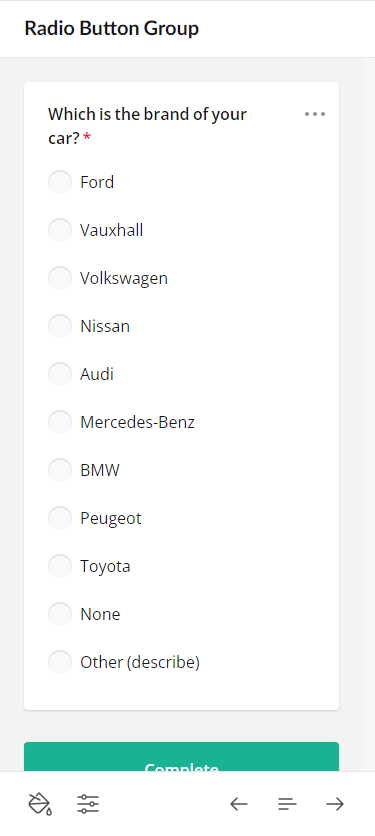 Radio Button Group
Which is the brand of your
car? *
Ford
Vauxhall
Volkswagen
Nissan
Audi
Mercedes-Benz
BMW
Peugeot
Toyota
None
Other (describe)
Complete